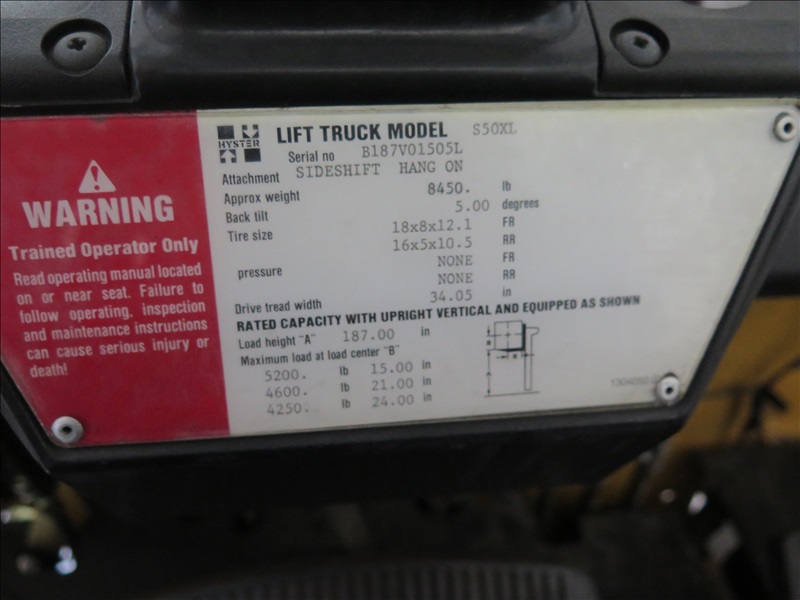 WARNING
Trained Operator Only
Read operating manual located
on or near seat. Failure to
follow operating, inspection
and maintenance instructions
can cause serious injury or
death!
HYSTER
LIFT TRUCK MODEL S50XL
Serial no B187V01505L
Attachment SIDESHIFT HANG ON
Approx weight 8450. lb
Back tilt 5.00 degrees
Tire size 18x8x12.1 FR
16x5x10.5 RR
pressure NONE FR
NONE RR
Drive tread width 34.05 in
RATED CAPACITY WITH UPRIGHT VERTICAL AND EQUIPPED AS SHOWN
Load height "A" 187.00 in
Maximum load at load center "B"
5200. lb 15.00 in
4600. lb 21.00 in
4250. lb 24.00 in
B
A